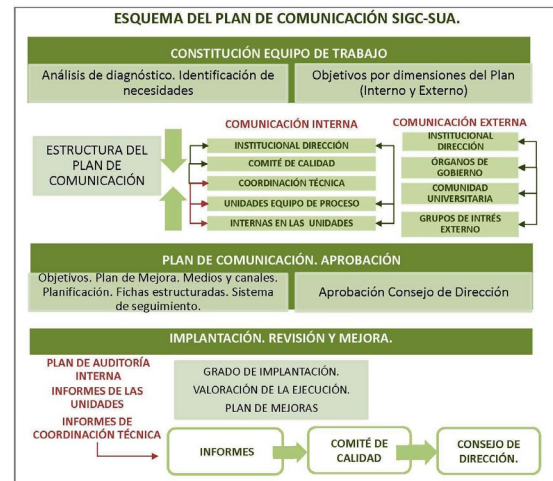 ESQUEMA DEL PLAN DE COMUNICACIÓN SIGC-SUA.
CONSTITUCIÓN EQUIPO DE TRABAJO
Análisis de diagnóstico. Identificación de
necesidades
Objetivos por dimensiones del Plan
(Interno y Externo)
ESTRUCTURA DEL
PLAN DE
COMUNICACIÓN
COMUNICACIÓN INTERNA
INSTITUCIONAL DIRECCIÓN
COMITÉ DE CALIDAD
COORDINACIÓN TÉCNICA
UNIDADES EQUIPO DE PROCESO
INTERNAS EN LAS UNIDADES
COMUNICACIÓN EXTERNA
INSTITUCIONAL
DIRECCIÓN
ÓRGANOS DE
GOBIERNO
COMUNIDAD
UNIVERSITARIA
GRUPOS DE INTRÉS
EXTERNO
PLAN DE COMUNICACIÓN. APROBACIÓN
Objetivos. Plan de Mejora. Medios y canales.
Planificación. Fichas estructuradas. Sistema
de seguimiento.
Aprobación Consejo de Dirección
IMPLANTACIÓN. REVISIÓN Y MEJORA.
PLAN DE AUDITORÍA
INTERNA
INFORMES DE LAS
UNIDADES
INFORMES DE
COORDINACIÓN TÉCNICA
GRADO DE IMPLANTACIÓN.
VALORACIÓN DE LA EJECUCIÓN.
PLAN DE MEJORAS
INFORMES
COMITÉ DE
CALIDAD
CONSEJO DE
DIRECCIÓN.